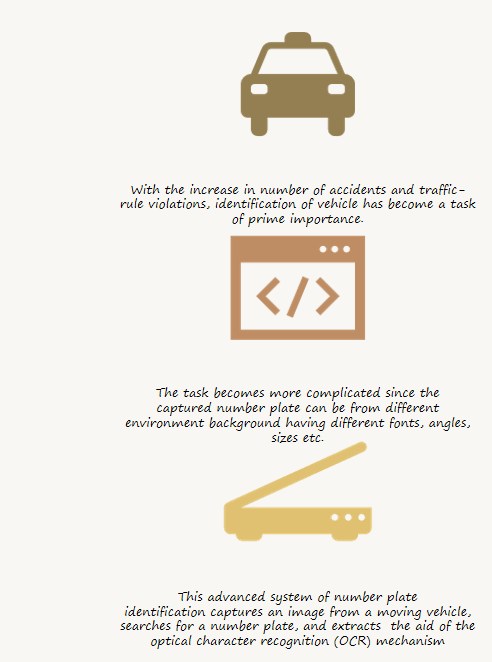 With the increase in number of accidents and traffic-
rule violations, identification of vehicle has become a task
of prime importance.
</>
The task becomes more complicated since the
captured number plate can be from different
environment background having different fonts, angles,
sizes etc.
This advanced system of number plate
identification captures an image from a moving vehicle,
searches for a number plate, and extracts  the aid of the
optical character recognition (OCR) mechanism